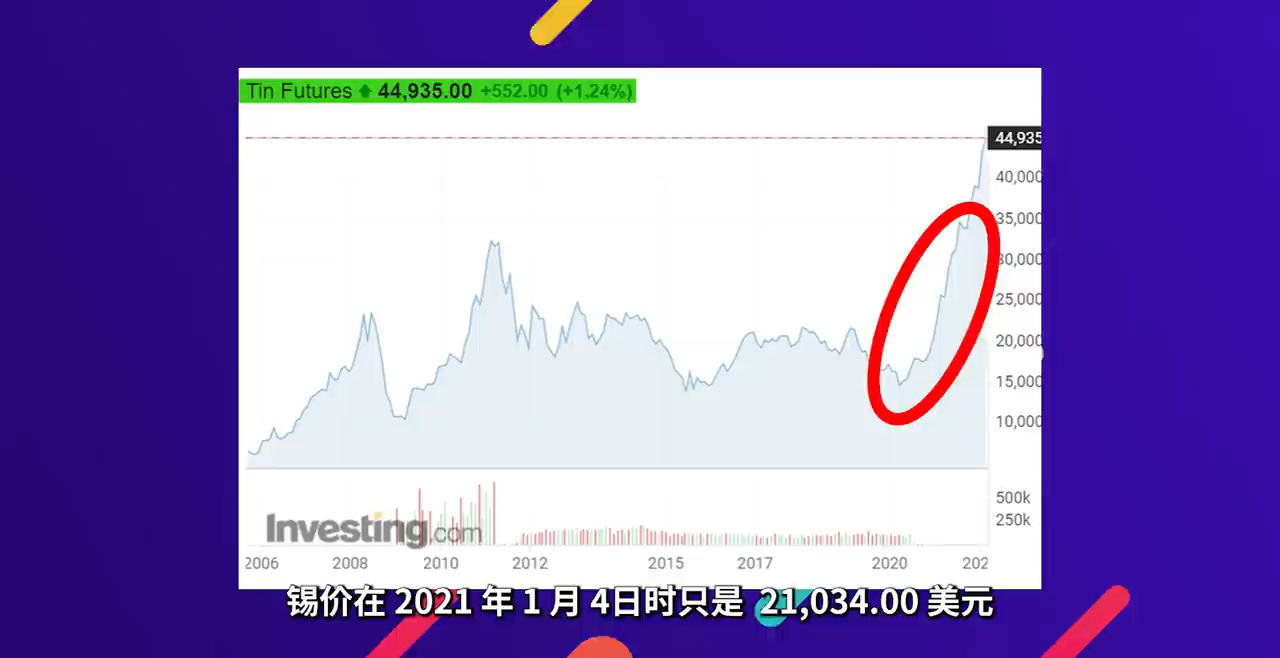 Tin Futures 44,935.00 +552.00 (+1.24%)
44,935
40,000
35,000
30,000
25,000
20,000
15,000
10,000
500k
250k
Investing.com
2006 2008 2010 2012 2015 2017 2020 202
锡价在 2021 年 1 月 4日时只是 21,034.00 美元